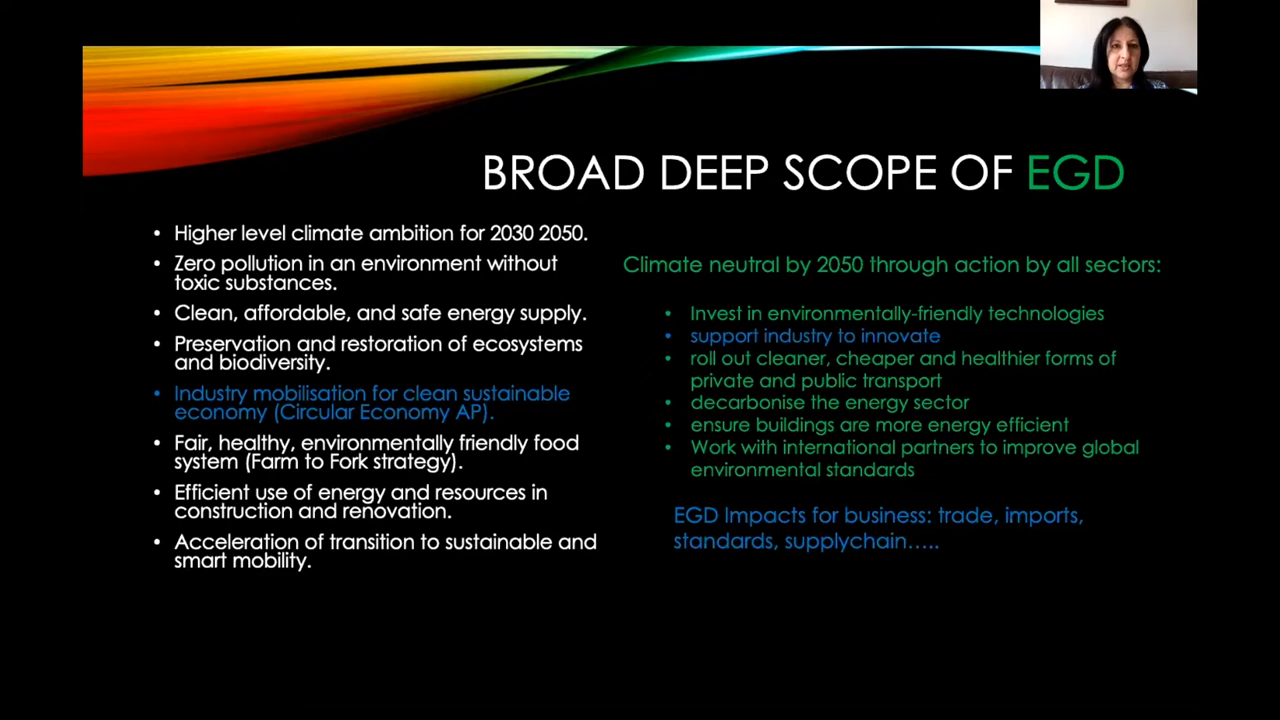 BROAD DEEP SCOPE OF EGD
• Higher level climate ambition for 2030 2050.
• Zero pollution in an environment without
toxic substances.
• Clean, affordable, and safe energy supply.
• Preservation and restoration of ecosystems
and biodiversity.
• Industry mobilisation for clean sustainable
economy (Circular Economy AP).
• Fair, healthy, environmentally friendly food
system (Farm to Fork strategy).
• Efficient use of energy and resources in
construction and renovation.
• Acceleration of transition to sustainable and
smart mobility.
Climate neutral by 2050 through action by all sectors:
• Invest in environmentally-friendly technologies
• support industry to innovate
• roll out cleaner, cheaper and healthier forms of
private and public transport
• decarbonise the energy sector
• ensure buildings are more energy efficient
• Work with international partners to improve global
environmental standards
EGD Impacts for business: trade, imports,
standards, supplychain…..